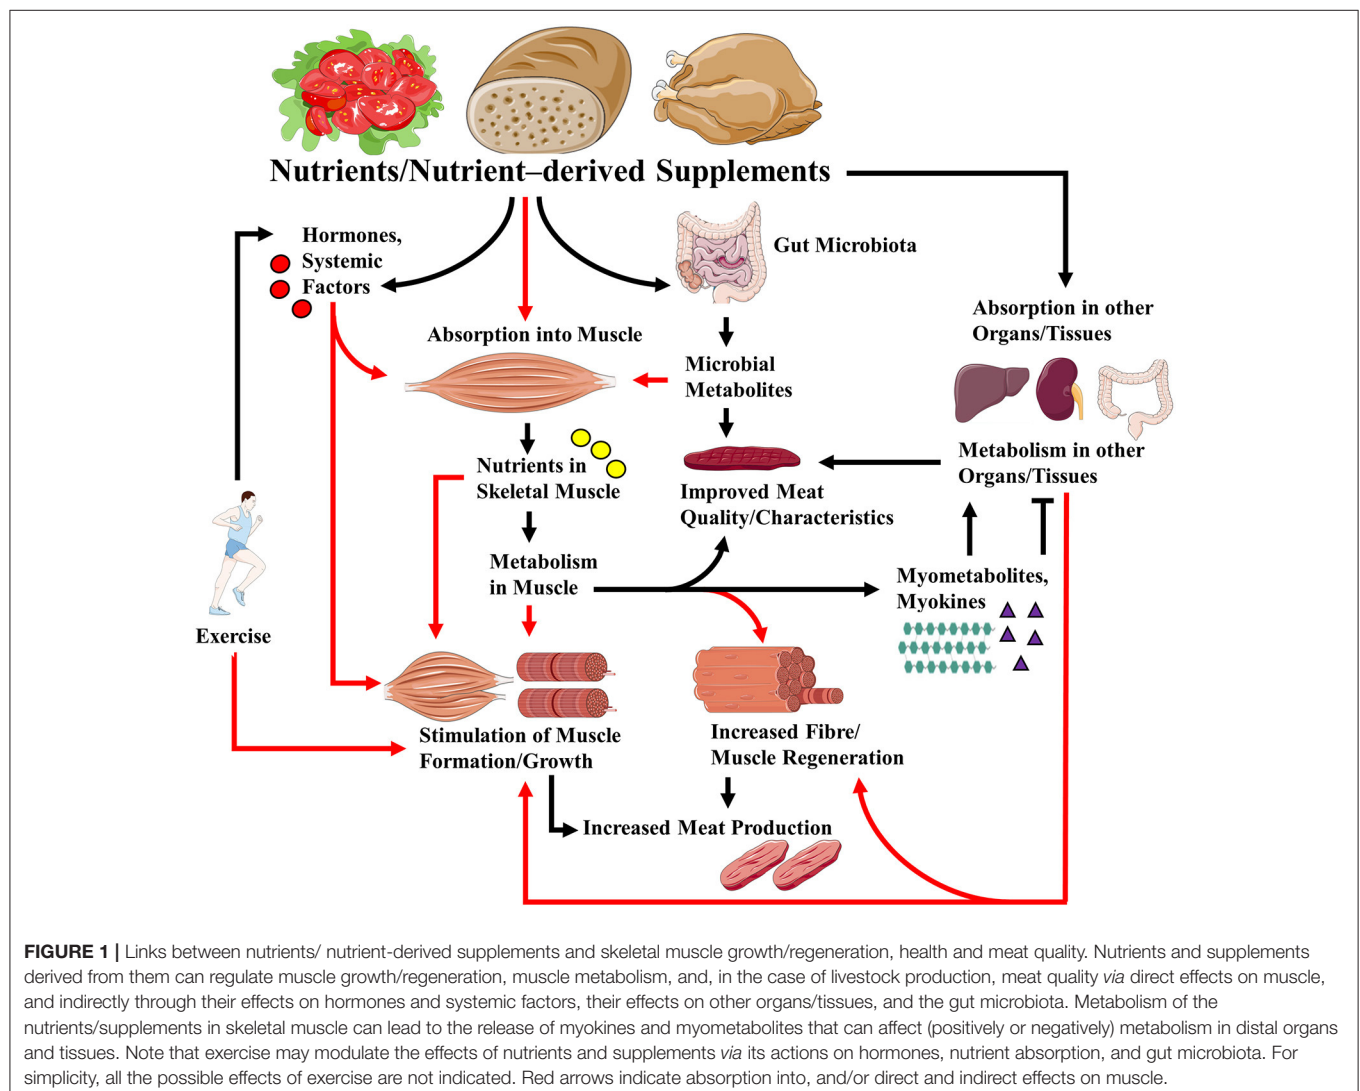 Nutrients/Nutrient–derived Supplements
Hormones,
Systemic
Factors
Gut Microbiota
Absorption in other
Organs/Tissues
Absorption into Muscle
Microbial
Metabolites
Nutrients in
Skeletal Muscle
Metabolism in other
Organs/Tissues
Improved Meat
Quality/Characteristics
Metabolism
in Muscle
Myometabolites,
Myokines
Exercise
Stimulation of Muscle
Formation/Growth
Increased Fibre/
Muscle Regeneration
Increased Meat Production
FIGURE 1 | Links between nutrients/ nutrient-derived supplements and skeletal muscle growth/regeneration, health and meat quality. Nutrients and supplements
derived from them can regulate muscle growth/regeneration, muscle metabolism, and, in the case of livestock production, meat quality via direct effects on muscle,
and indirectly through their effects on hormones and systemic factors, their effects on other organs/tissues, and the gut microbiota. Metabolism of the
nutrients/supplements in skeletal muscle can lead to the release of myokines and myometabolites that can affect (positively or negatively) metabolism in distal organs
and tissues. Note that exercise may modulate the effects of nutrients and supplements via its actions on hormones, nutrient absorption, and gut microbiota. For
simplicity, all the possible effects of exercise are not indicated. Red arrows indicate absorption into, and/or direct and indirect effects on muscle.